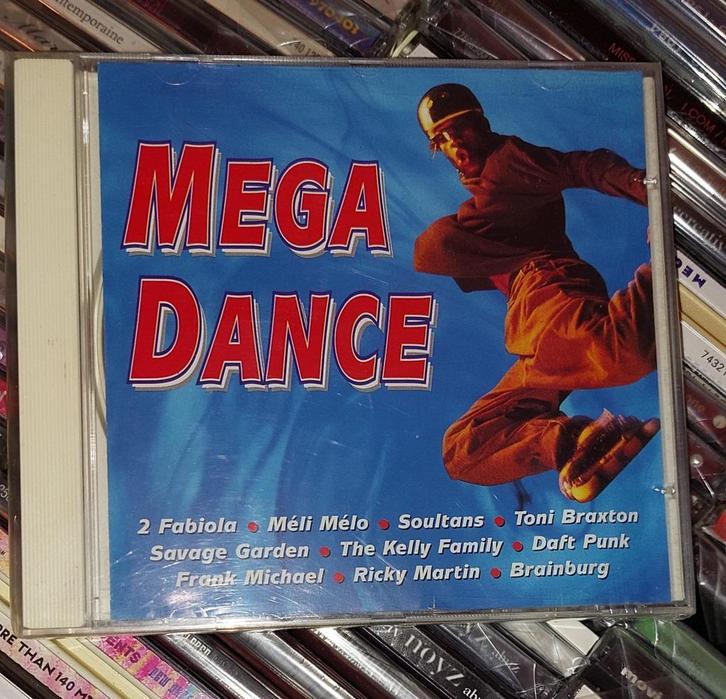 MEGA
DANCE
2 Fabiola • Méli Mélo • Soultans • Toni Braxton
Savage Garden • The Kelly Family • Daft Punk
Frank Michael • Ricky Martin • Brainburg